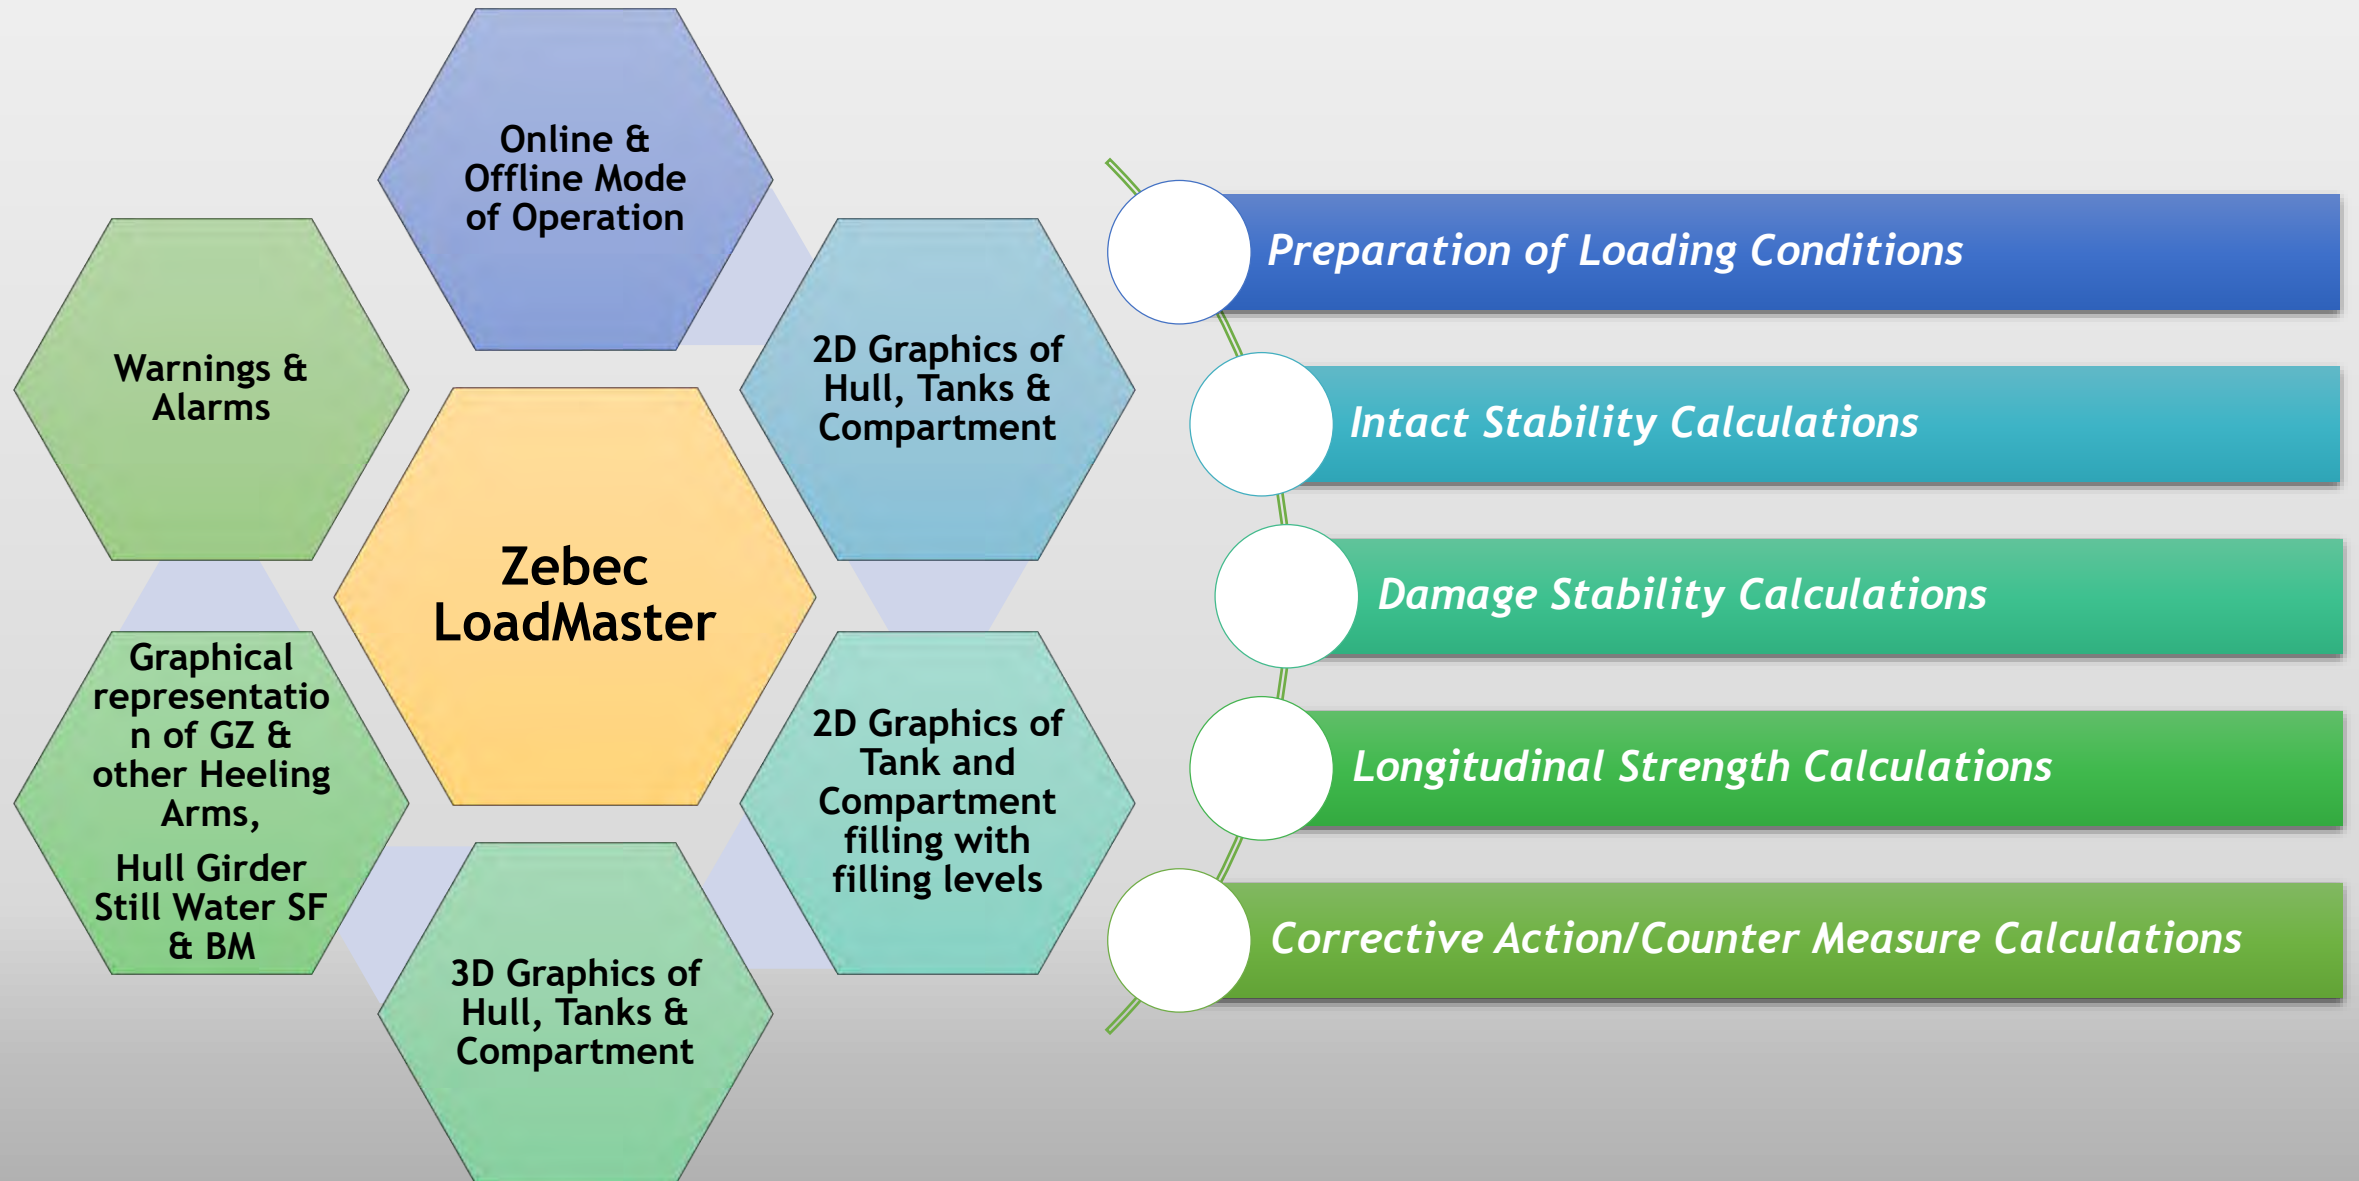 Online &
Offline Mode
of Operation
Warnings &
Alarms
2D Graphics of
Hull, Tanks &
Compartment
Zebec
LoadMaster
Graphical
representatio
n of GZ &
other Heeling
Arms,
Hull Girder
Still Water SF
& BM
2D Graphics of
Tank and
Compartment
filling with
filling levels
3D Graphics of
Hull, Tanks &
Compartment
Preparation of Loading Conditions
Intact Stability Calculations
Damage Stability Calculations
Longitudinal Strength Calculations
Corrective Action/Counter Measure Calculations